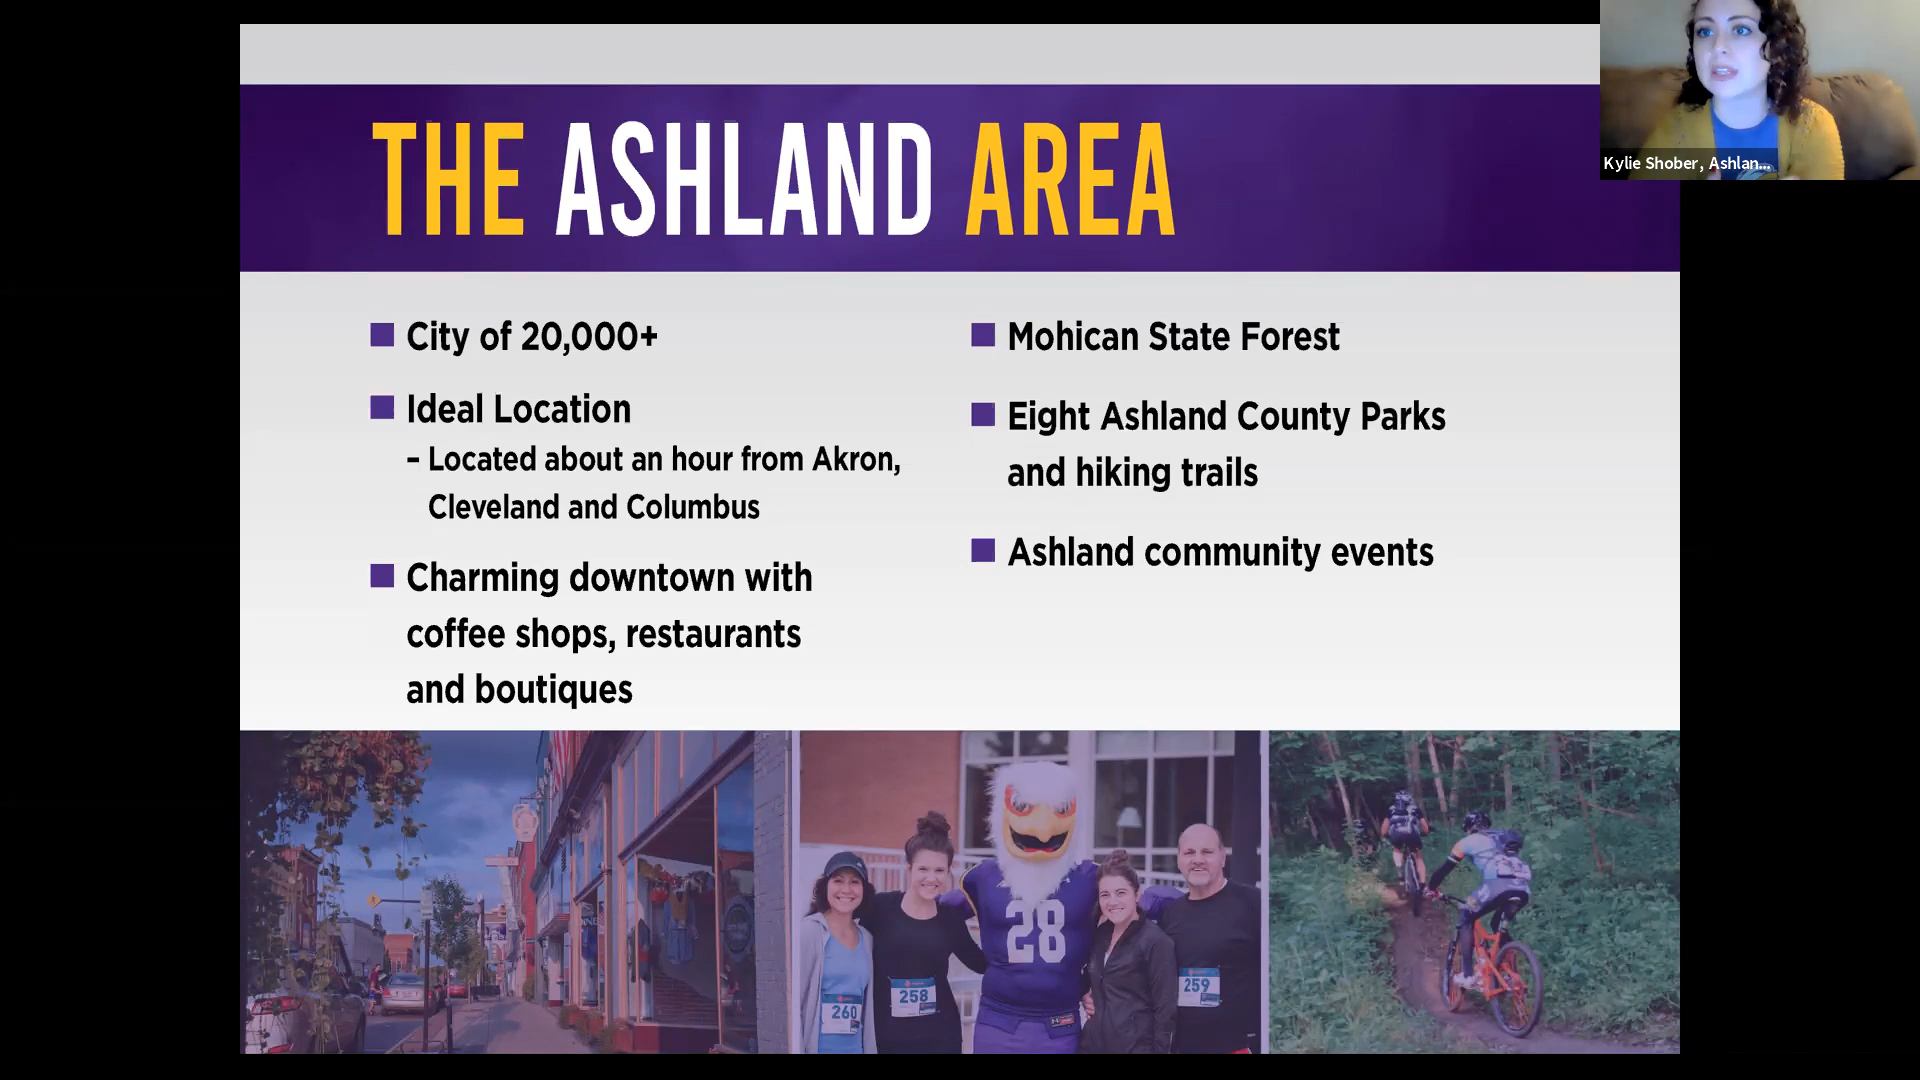 THE ASHLAND AREA
Kylie Shober, Ashlan...
City of 20,000+
Ideal Location
– Located about an hour from Akron,
Cleveland and Columbus
Charming downtown with
coffee shops, restaurants
and boutiques
Mohican State Forest
Eight Ashland County Parks
and hiking trails
Ashland community events
28
260
258
259